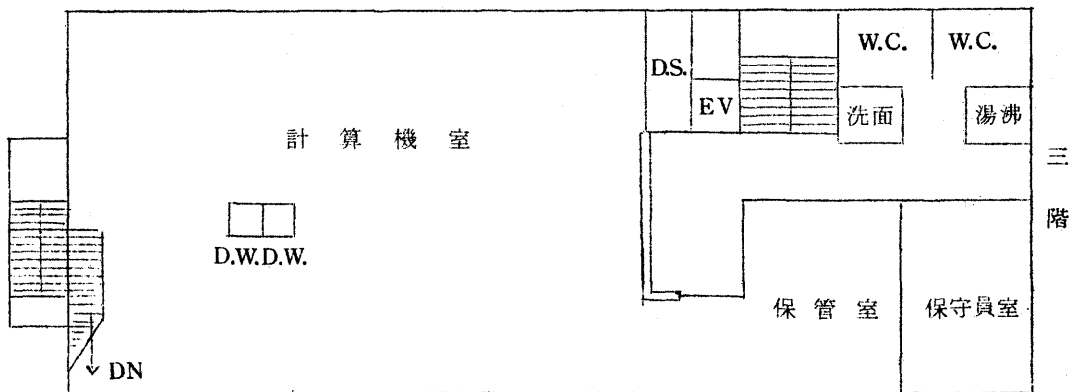 W.C. W.C.
D.S.
EV
洗面
湯沸
計算機室
三階
D.W.D.W.
保管室
保守員室
DN